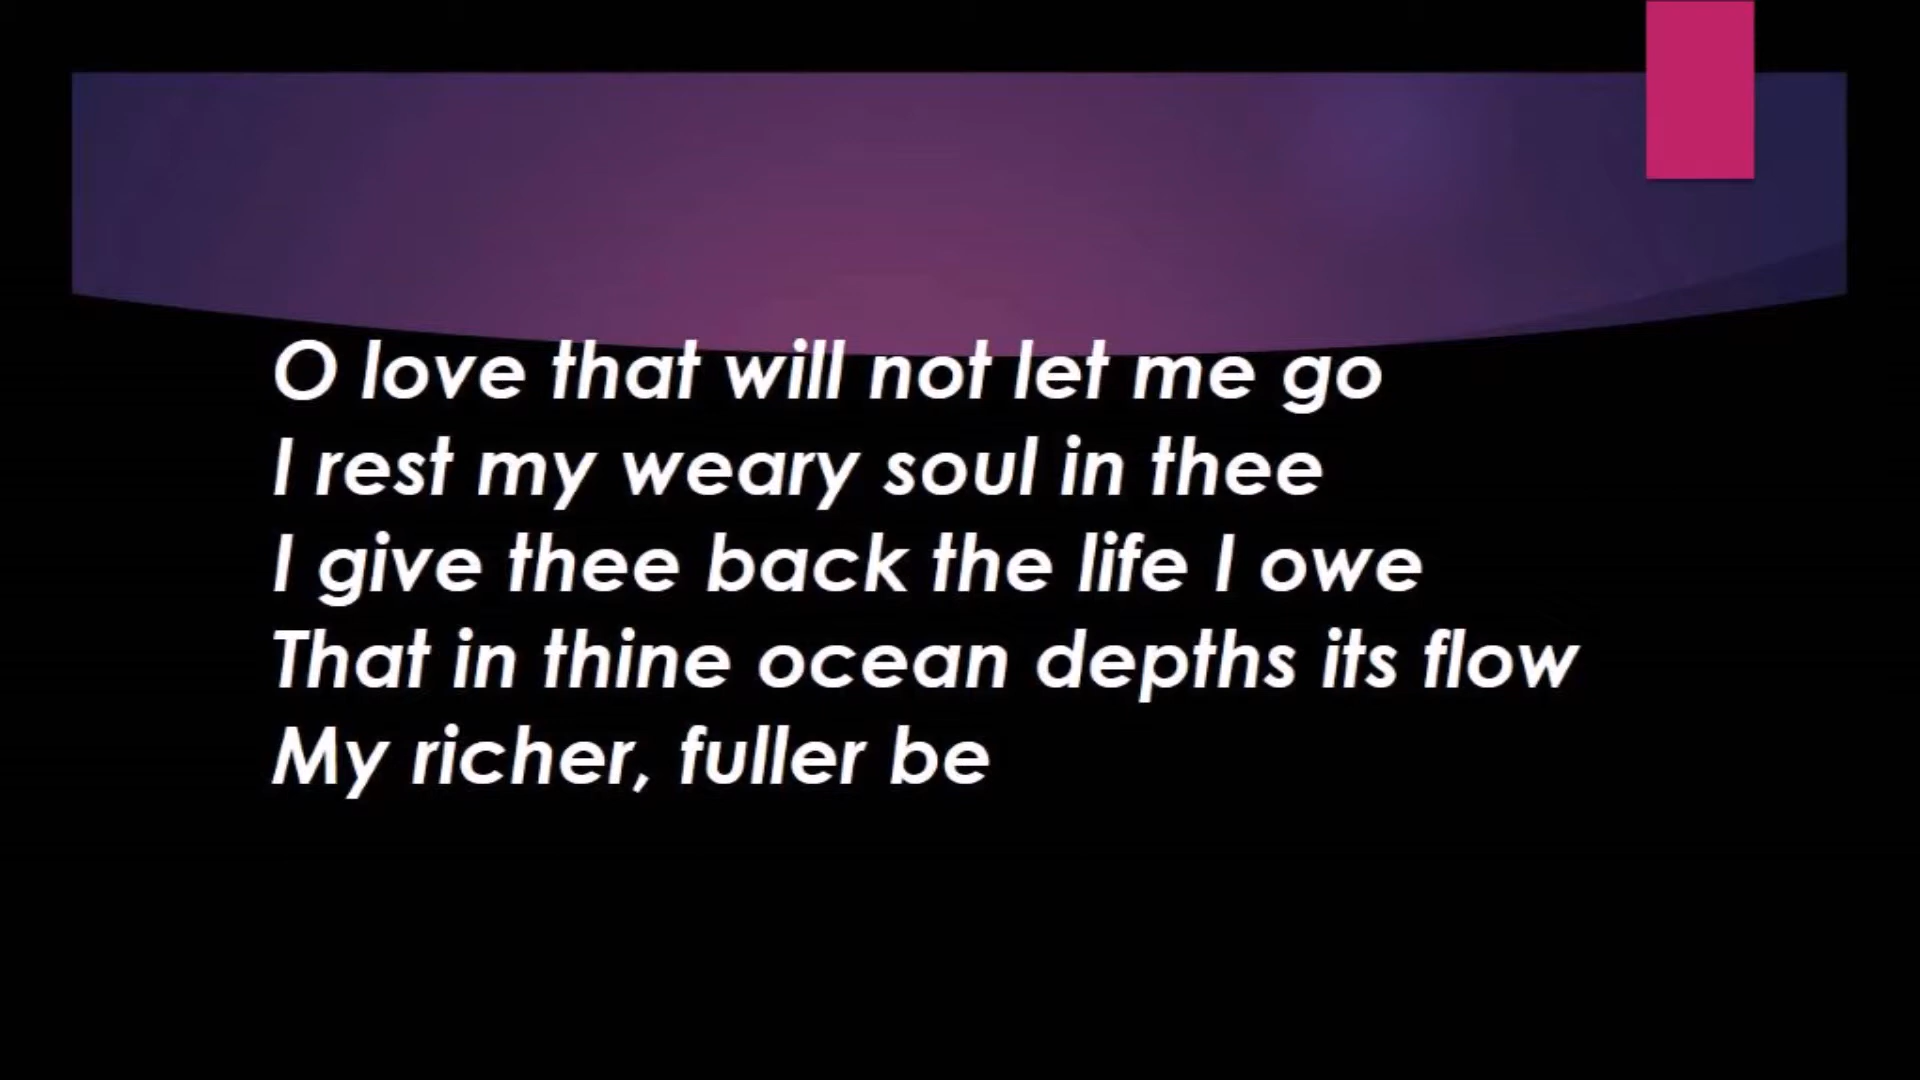 O love that will not let me go
I rest my weary soul in thee
I give thee back the life I owe
That in thine ocean depths its flow
My richer, fuller be